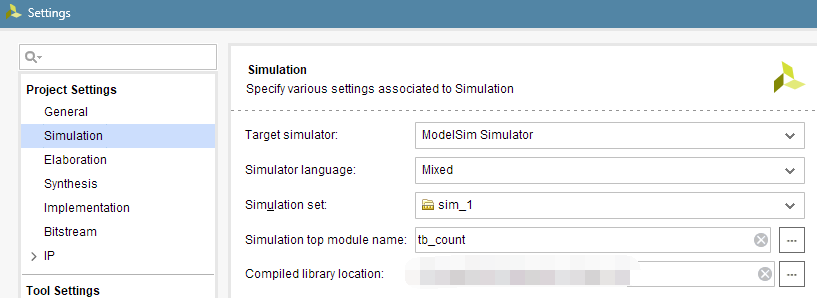 Settings
Project Settings
General
Simulation
Elaboration
Synthesis
Implementation
Bitstream
IP
Tool Settings
Simulation
Specify various settings associated to Simulation
Target simulator: ModelSim Simulator
Simulator language: Mixed
Simulation set: sim_1
Simulation top module name: tb_count
Compiled library location: